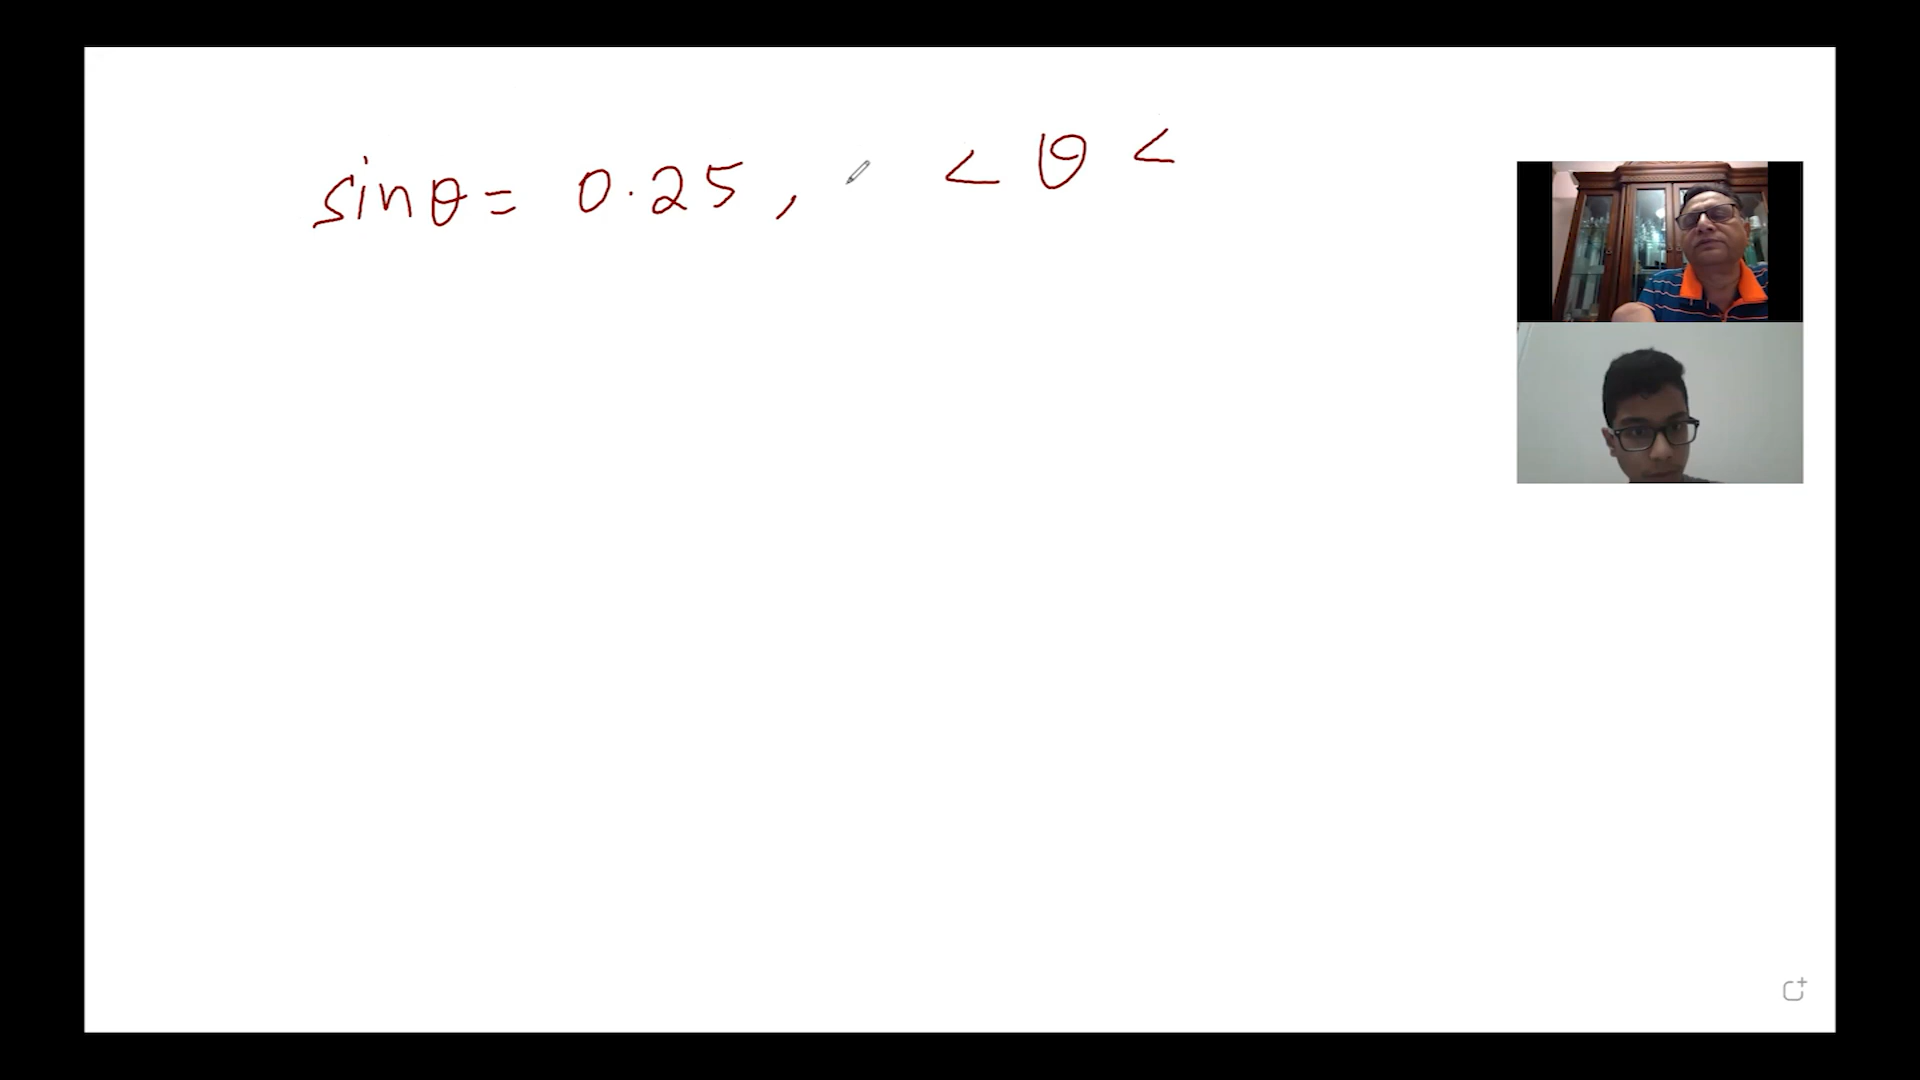 sinθ = 0.25, < θ <